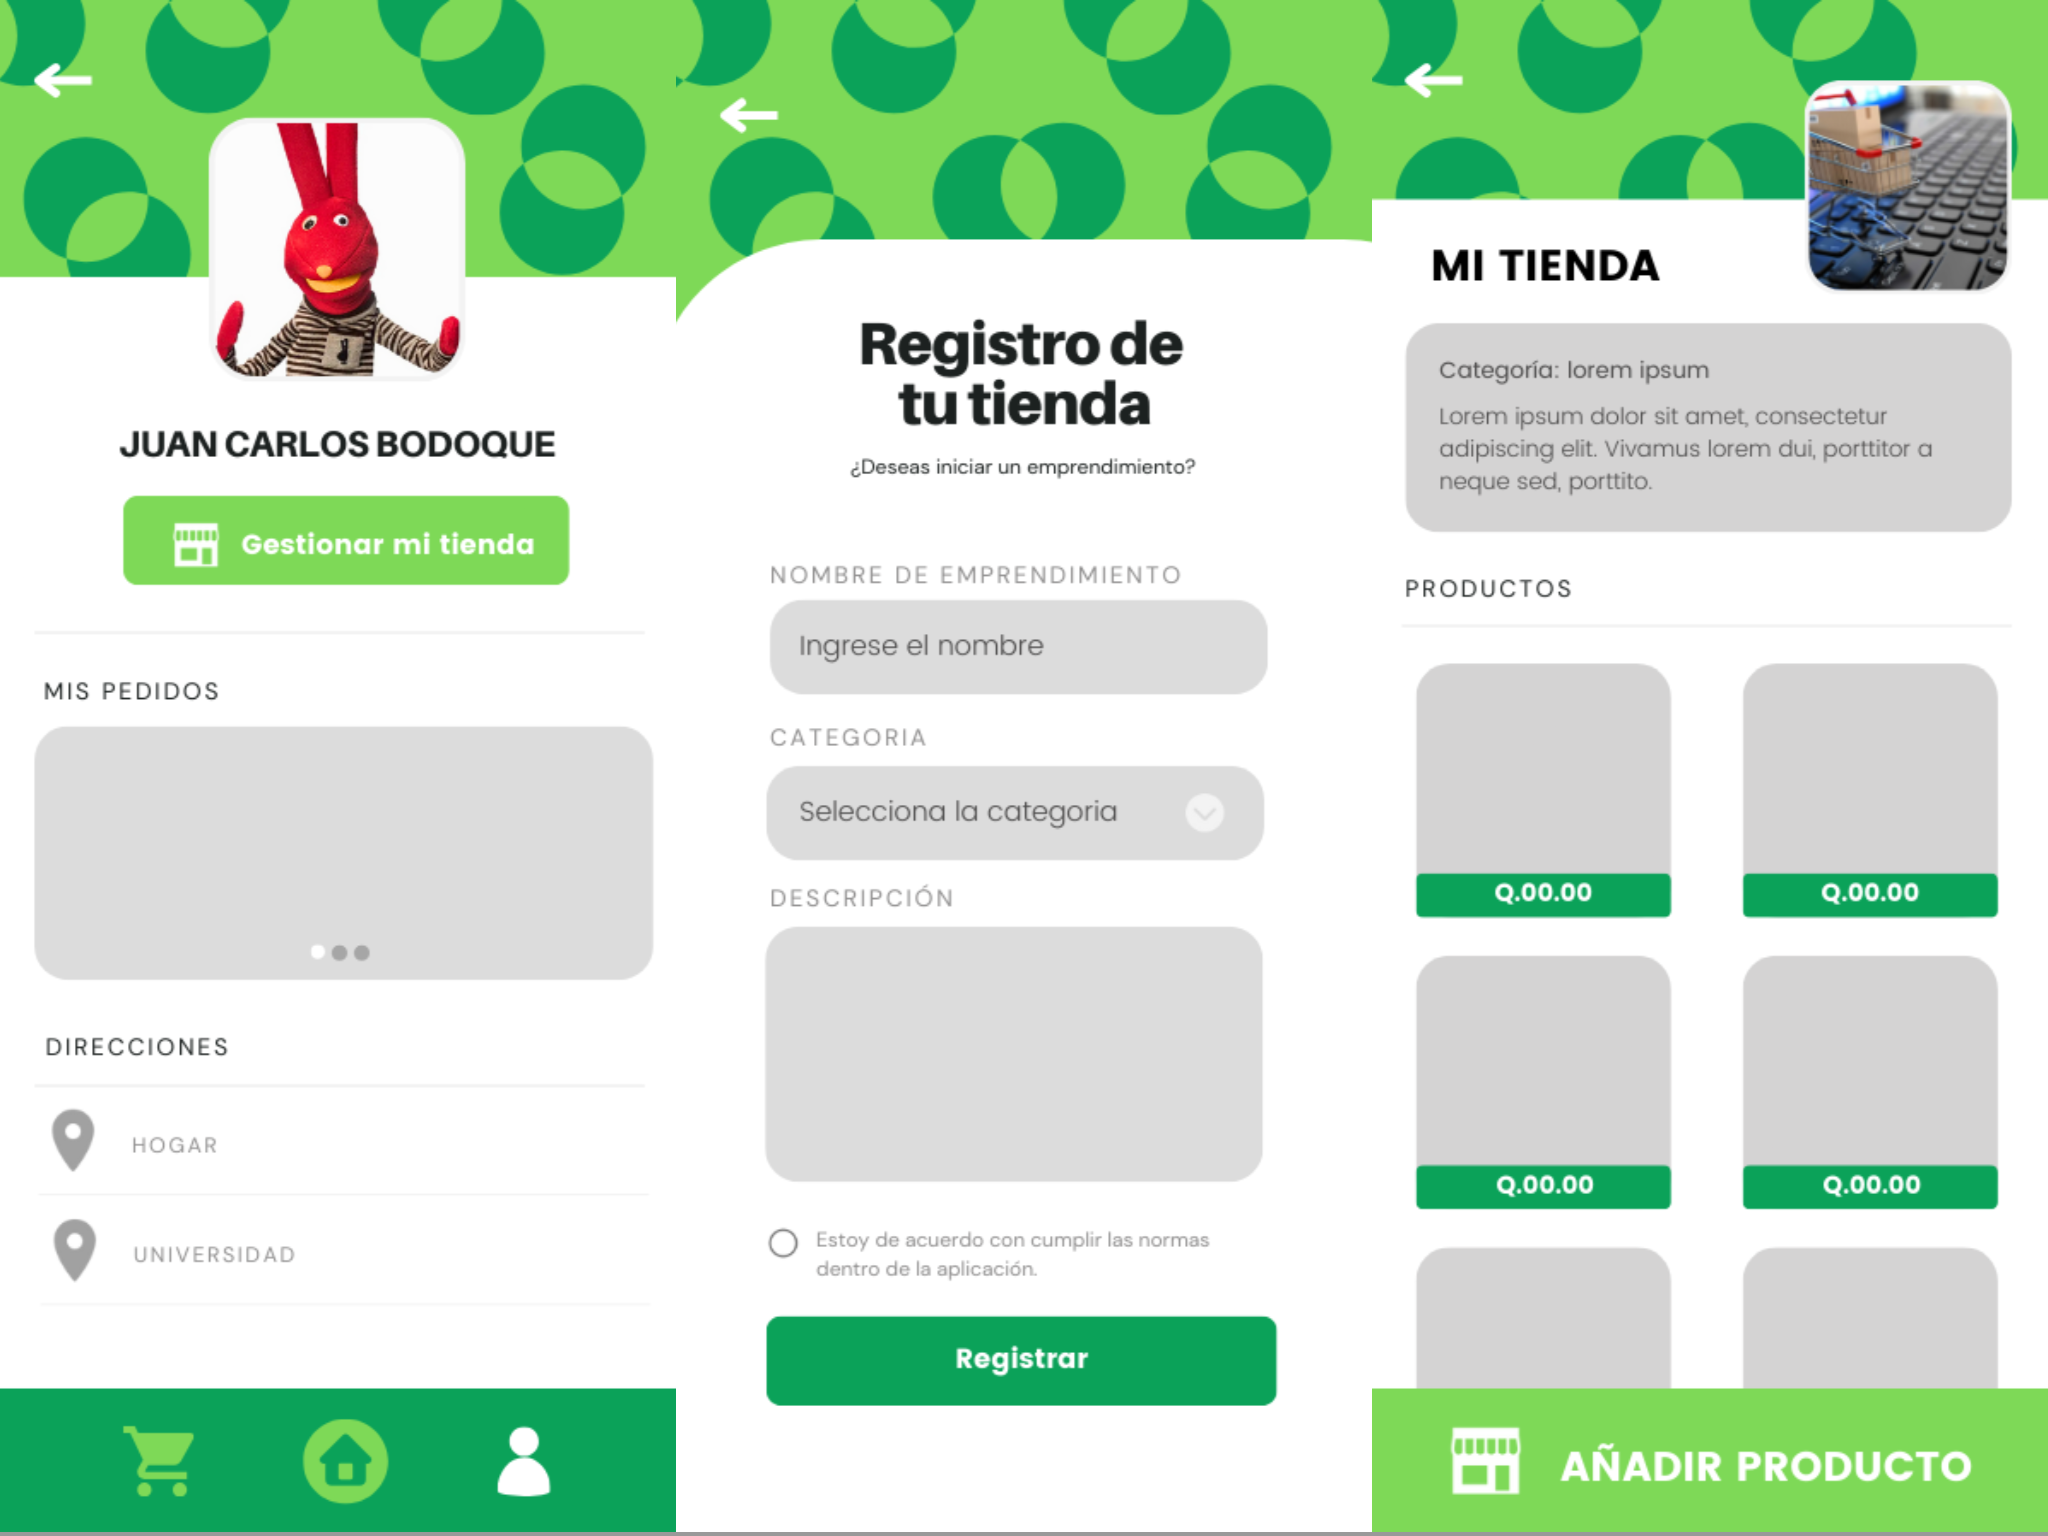 JUAN CARLOS BODOQUE
Gestionar mi tienda
MIS PEDIDOS
DIRECCIONES
HOGAR
UNIVERSIDAD
Registro de
tu tienda
¿Deseas iniciar un emprendimiento?
NOMBRE DE EMPRENDIMIENTO
Ingrese el nombre
CATEGORIA
Selecciona la categoria
DESCRIPCIÓN
Estoy de acuerdo con cumplir las normas
dentro de la aplicación.
Registrar
MI TIENDA
Categoría: lorem ipsum
Lorem ipsum dolor sit amet, consectetur
adipiscing elit. Vivamus lorem dui, porttitor a
neque sed, porttito.
PRODUCTOS
Q.00.00
Q.00.00
Q.00.00
Q.00.00
AÑADIR PRODUCTO